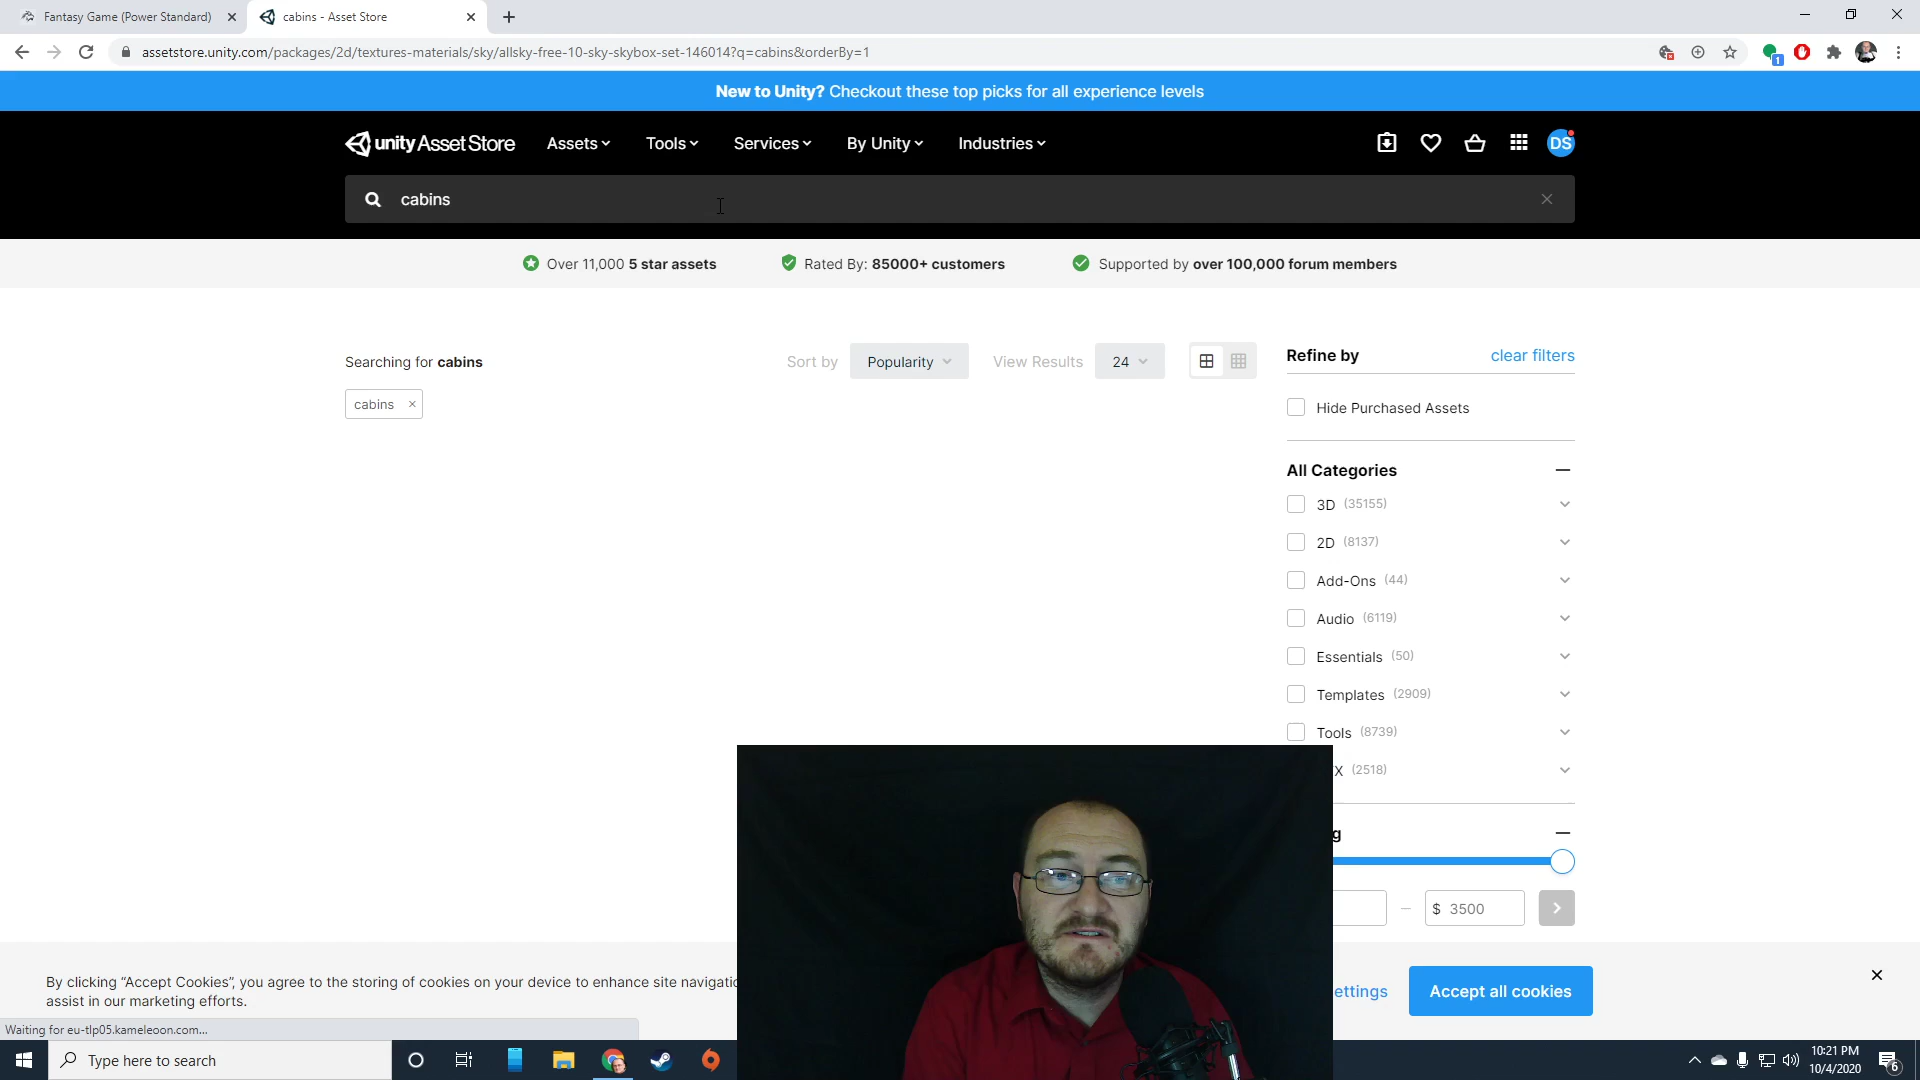 Fantasy Game (Power Standard)
cabins - Asset Store
assetstore.unity.com/packages/2d/textures-materials/sky/allsky-free-10-sky-skybox-set-146014?q=cabins&orderBy=1
1
New to Unity? Checkout these top picks for all experience levels
unity Asset Store
Assets
Tools
Services
By Unity
Industries
DS
cabins
Over 11,000 5 star assets
Rated By: 85000+ customers
Supported by over 100,000 forum members
Searching for cabins
Sort by
Popularity
View Results
24
Refine by
clear filters
cabins ×
Hide Purchased Assets
All Categories
3D (35155)
2D (8137)
Add-Ons (44)
Audio (6119)
Essentials (50)
Templates (2909)
Tools (8739)
X (2518)
g
– $ 3500
By clicking “Accept Cookies”, you agree to the storing of cookies on your device to enhance site navigatio
assist in our marketing efforts.
ettings
Accept all cookies
Waiting for eu-tlp05.kameleoon.com...
Type here to search
10:21 PM
10/4/2020
6